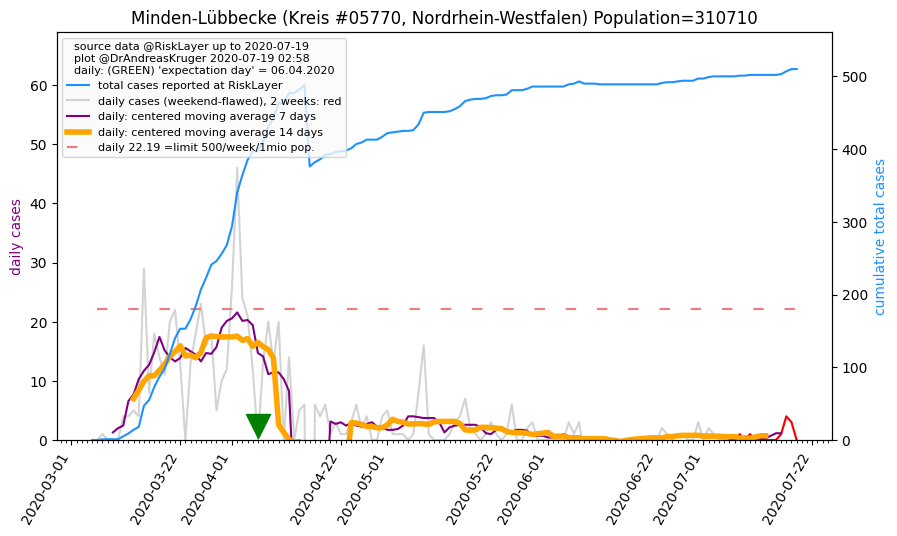 Minden-Lübbecke (Kreis #05770, Nordrhein-Westfalen) Population=310710
source data @RiskLayer up to 2020-07-19
plot @DrAndreasKruger 2020-07-19 02:58
daily: (GREEN) 'expectation day' = 06.04.2020
total cases reported at RiskLayer
daily cases (weekend-flawed), 2 weeks: red
daily: centered moving average 7 days
daily: centered moving average 14 days
daily 22.19 =limit 500/week/1mio pop.
daily cases
60
50
40
30
20
10
0
cumulative total cases
500
400
300
200
100
0
2020-03-01
2020-03-22
2020-04-01
2020-04-22
2020-05-01
2020-05-22
2020-06-01
2020-06-22
2020-07-01
2020-07-22